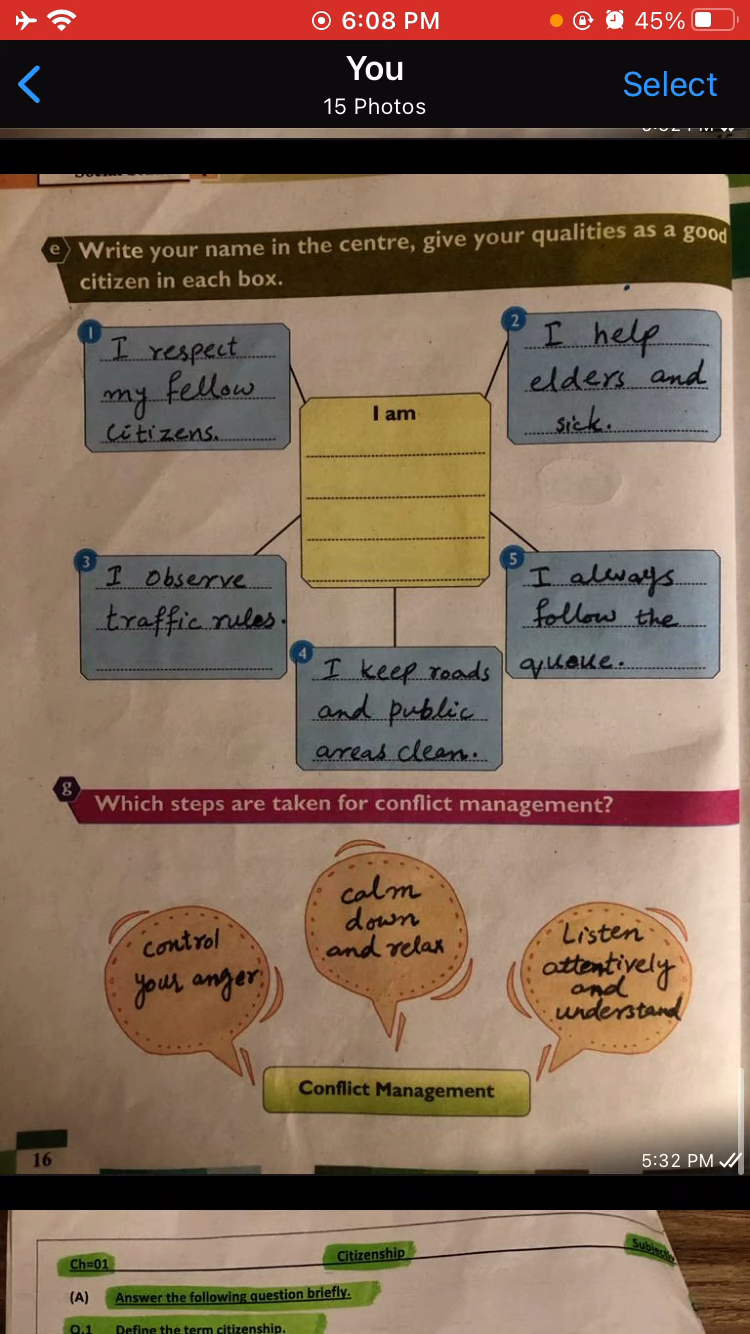 6:08 PM
45%
You
15 Photos
Select
e
Write your name in the centre, give your qualities as a good
citizen in each box.
1
I respect
my fellow
citizens.
2
I help
elders and
sick.
I am
3
I observe
traffic rules.
4
I keep roads
and public
areas clean.
5
I always
follow the
queue.
g
Which steps are taken for conflict management?
control
your anger
calm
down
and relax
Listen
attentively
and
understand
Conflict Management
16
5:32 PM
Ch=01
Citizenship
(A)
Answer the following question briefly.
Q.1
Define the term citizenship.